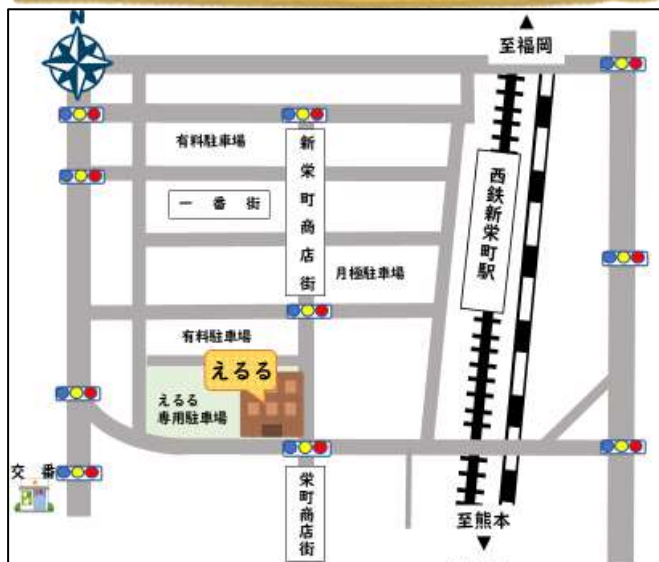 N
至福岡
有料駐車場
新栄町商店街
一番街
西鉄新栄町駅
月極駐車場
有料駐車場
えるる
えるる
専用駐車場
交番
栄町商店街
至熊本